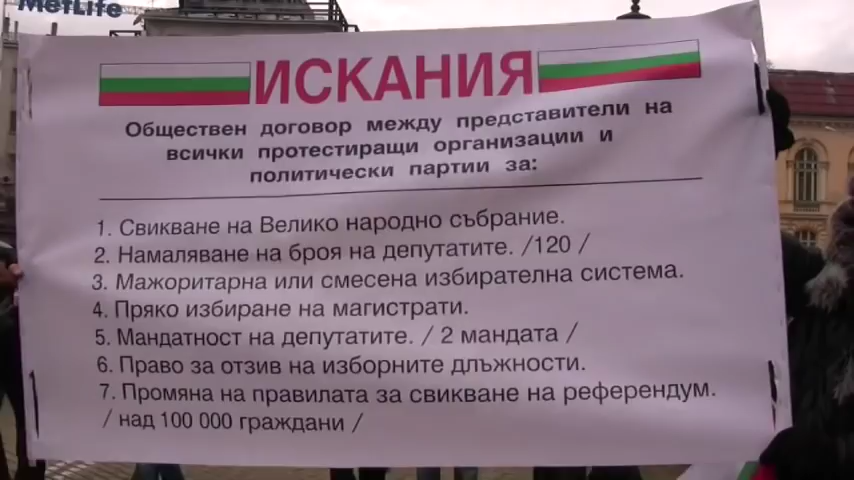 MetLife
ИСКАНИЯ
Обществен договор между представители на
всички протестиращи организации и
политически партии за:
1. Свикване на Велико народно събрание.
2. Намаляване на броя на депутатите. /120 /
3. Мажоритарна или смесена избирателна система.
4. Пряко избиране на магистрати.
5. Мандатност на депутатите. / 2 мандата /
6. Право за отзив на изборните длъжности.
7. Промяна на правилата за свикване на референдум.
/ над 100 000 граждани /